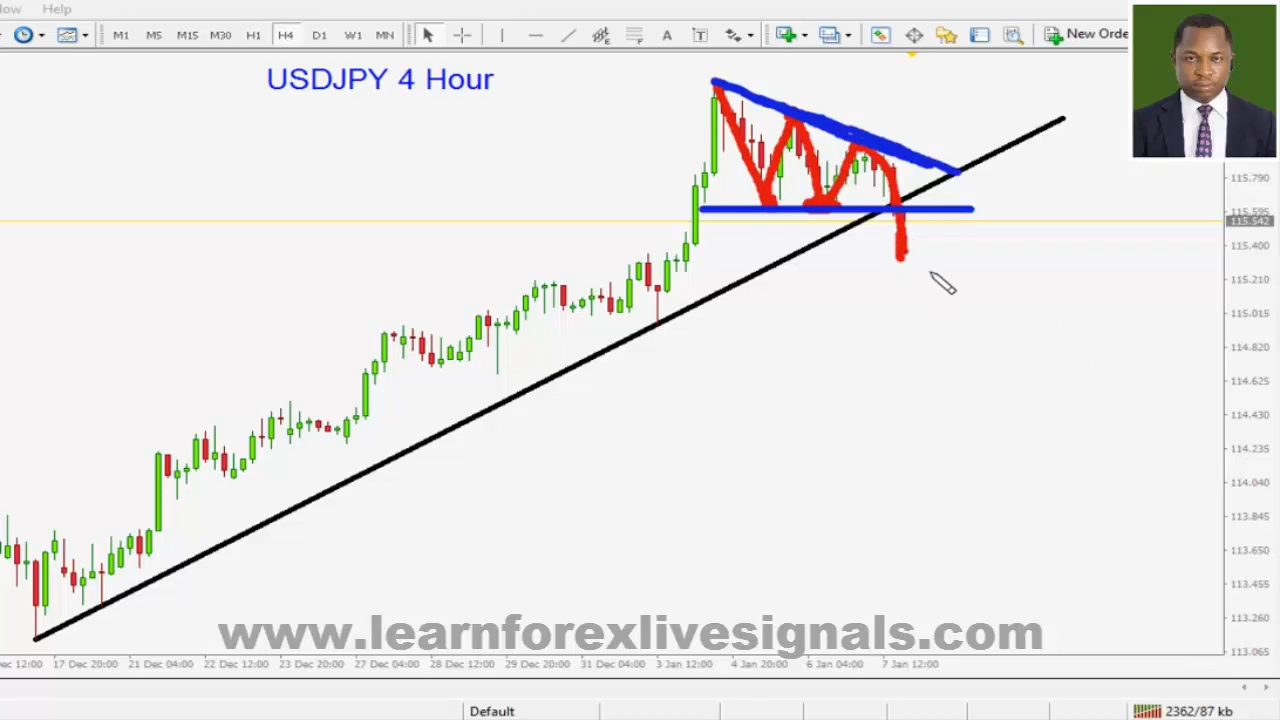 Help
M1 M5 M15 M30 H1 H4 D1 W1 MN A T New Orde
USDJPY 4 Hour
115.790
115.595
115.542
115.400
115.210
115.015
114.820
114.625
114.430
114.235
114.040
113.845
113.650
113.455
113.260
113.065
www.learnforexlivesignals.com
ec 12:00 17 Dec 20:00 21 Dec 04:00 22 Dec 12:00 23 Dec 20:00 27 Dec 04:00 28 Dec 12:00 29 Dec 20:00 31 Dec 04:00 3 Jan 12:00 4 Jan 20:00 6 Jan 04:00 7 Jan 12:00
Default 2362/87 kb